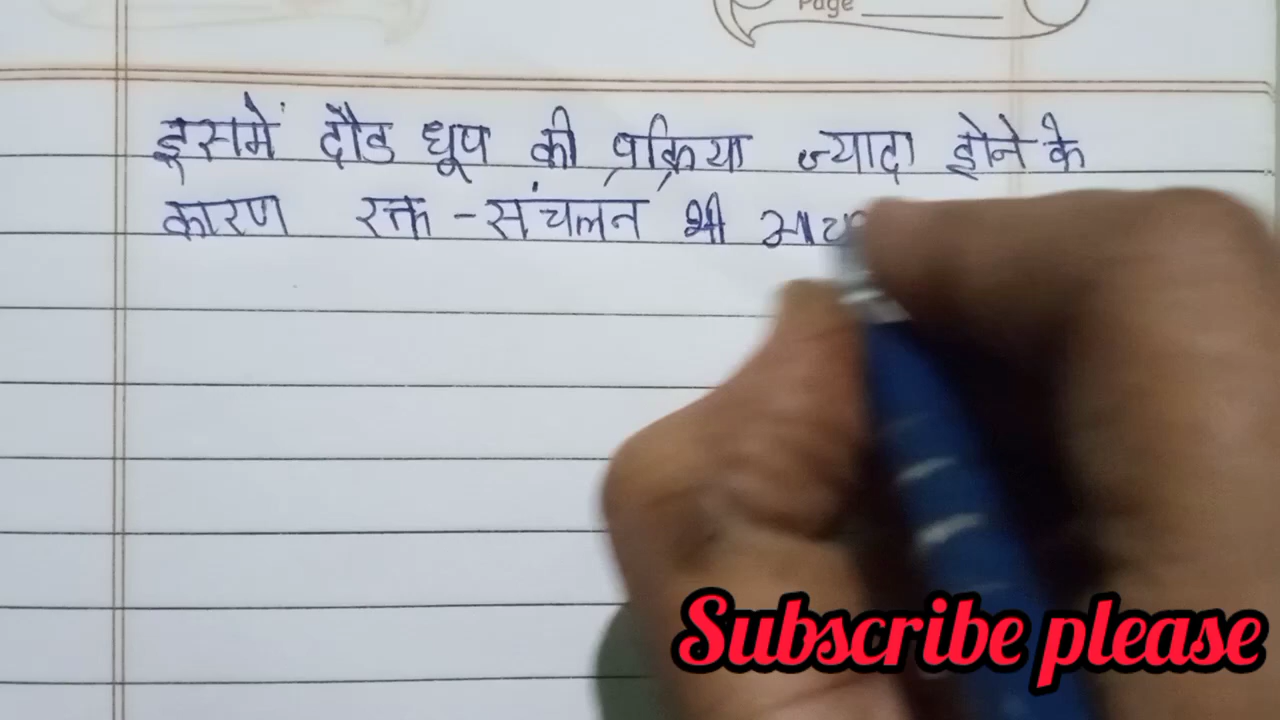 Page
इसमें दौड धूप की प्रक्रिया ज्यादा होने के
कारण रक्त-संचलन भी
Subscribe please